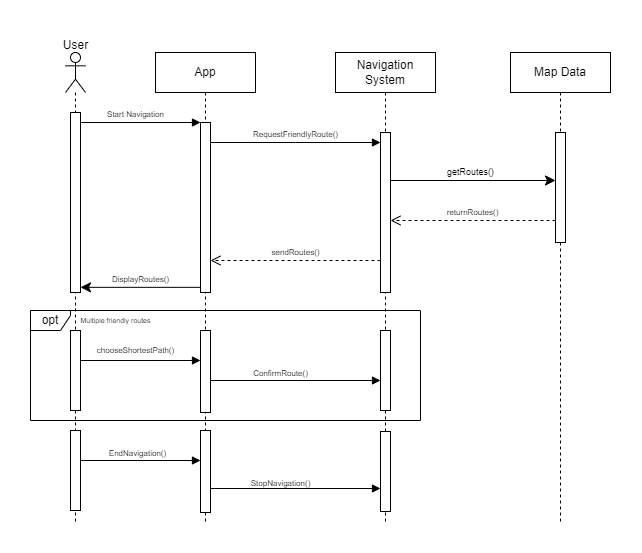 User
App
Navigation
System
Map Data
Start Navigation
RequestFriendlyRoute()
getRoutes()
returnRoutes()
sendRoutes()
DisplayRoutes()
opt
Multiple friendly routes
chooseShortestPath()
ConfirmRoute()
EndNavigation()
StopNavigation()